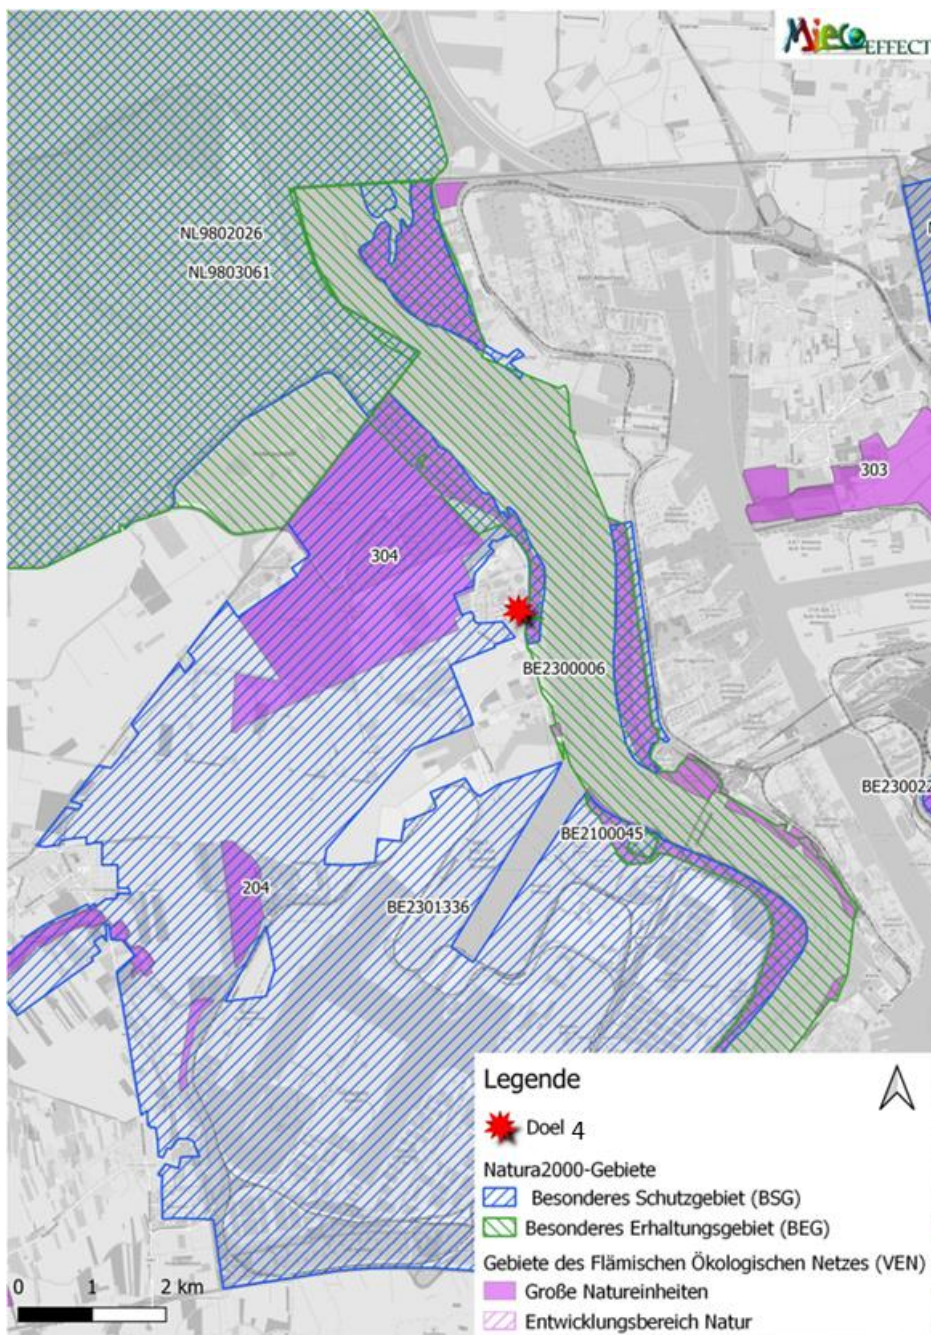 Mieco EFFECT
NL9802026
NL9803061
303
304
BE2300006
BE230022
BE2100045
204
BE2301336
Legende
Doel 4
Natura2000-Gebiete
Besonderes Schutzgebiet (BSG)
Besonderes Erhaltungsgebiet (BEG)
Gebiete des Flämischen Ökologischen Netzes (VEN)
Große Natureinheiten
Entwicklungsbereich Natur
0 1 2 km